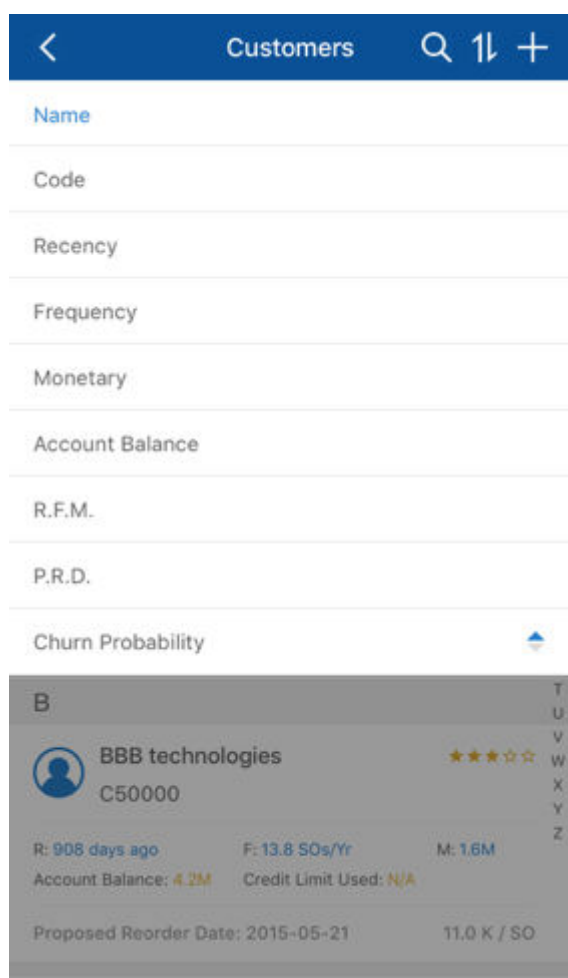 Customers
Name
Code
Recency
Frequency
Monetary
Account Balance
R.F.M.
P.R.D.
Churn Probability
B
BBB technologies
C50000
R: 908 days ago F: 13.8 SOs/Yr M: 1.6M
Account Balance: 4.2M Credit Limit Used: N/A
Proposed Reorder Date: 2015-05-21 11.0 K / SO
T
U
V
W
X
Y
Z